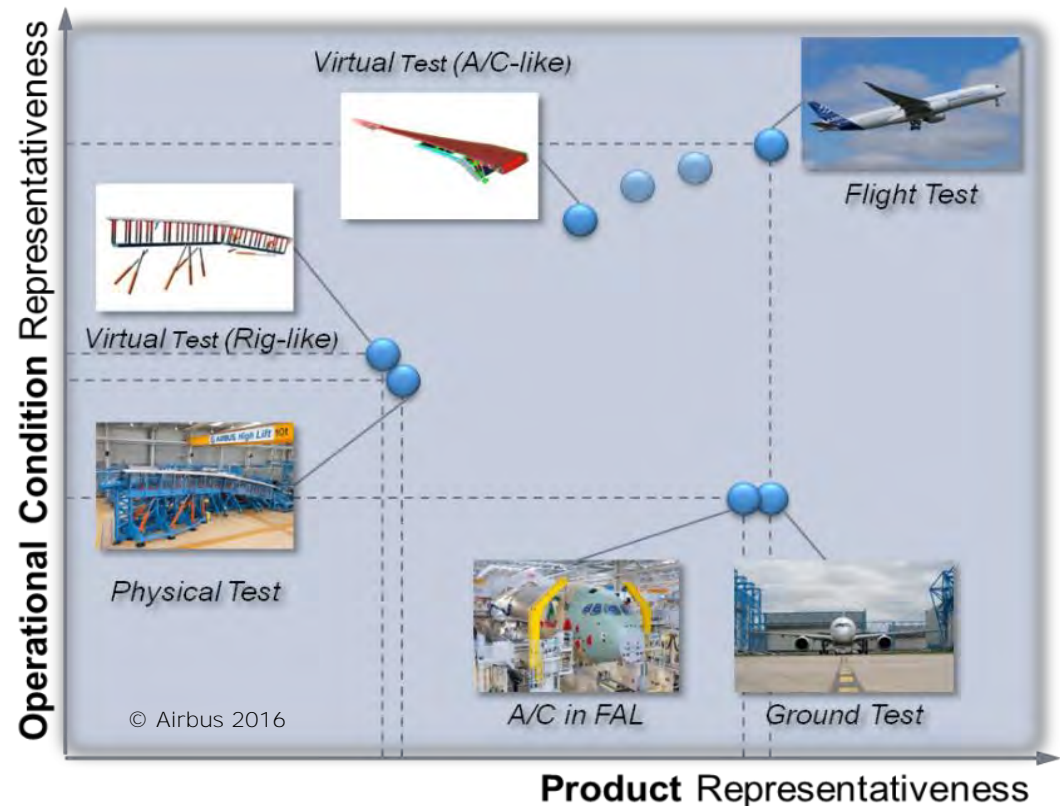 Operational Condition Representativeness
Virtual Test (A/C-like)
Flight Test
Virtual Test (Rig-like)
AIRBUS High Lift
Physical Test
A/C in FAL
Ground Test
© Airbus 2016
Product Representativeness